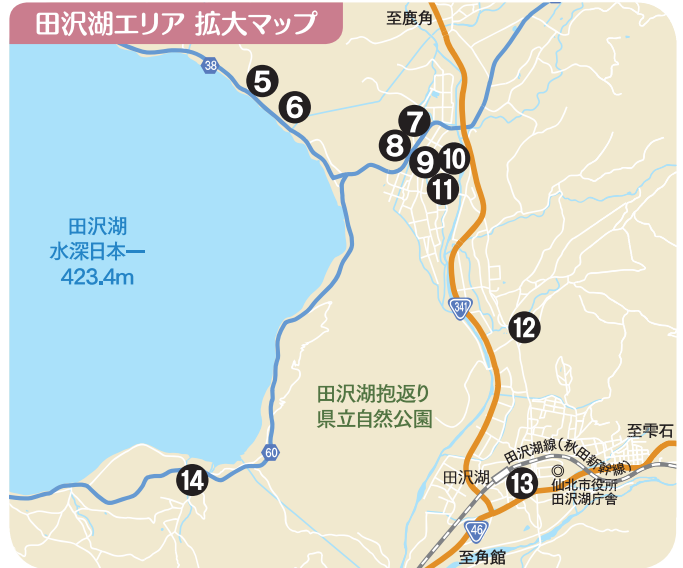 田沢湖エリア 拡大マップ
至鹿角
38
5
6
7
8
9
10
11
田沢湖
水深日本一
423.4m
341
12
田沢湖抱返り
県立自然公園
至雫石
田沢湖線(秋田新幹線)
60
田沢湖
13
仙北市役所
田沢湖庁舎
14
46
至角館